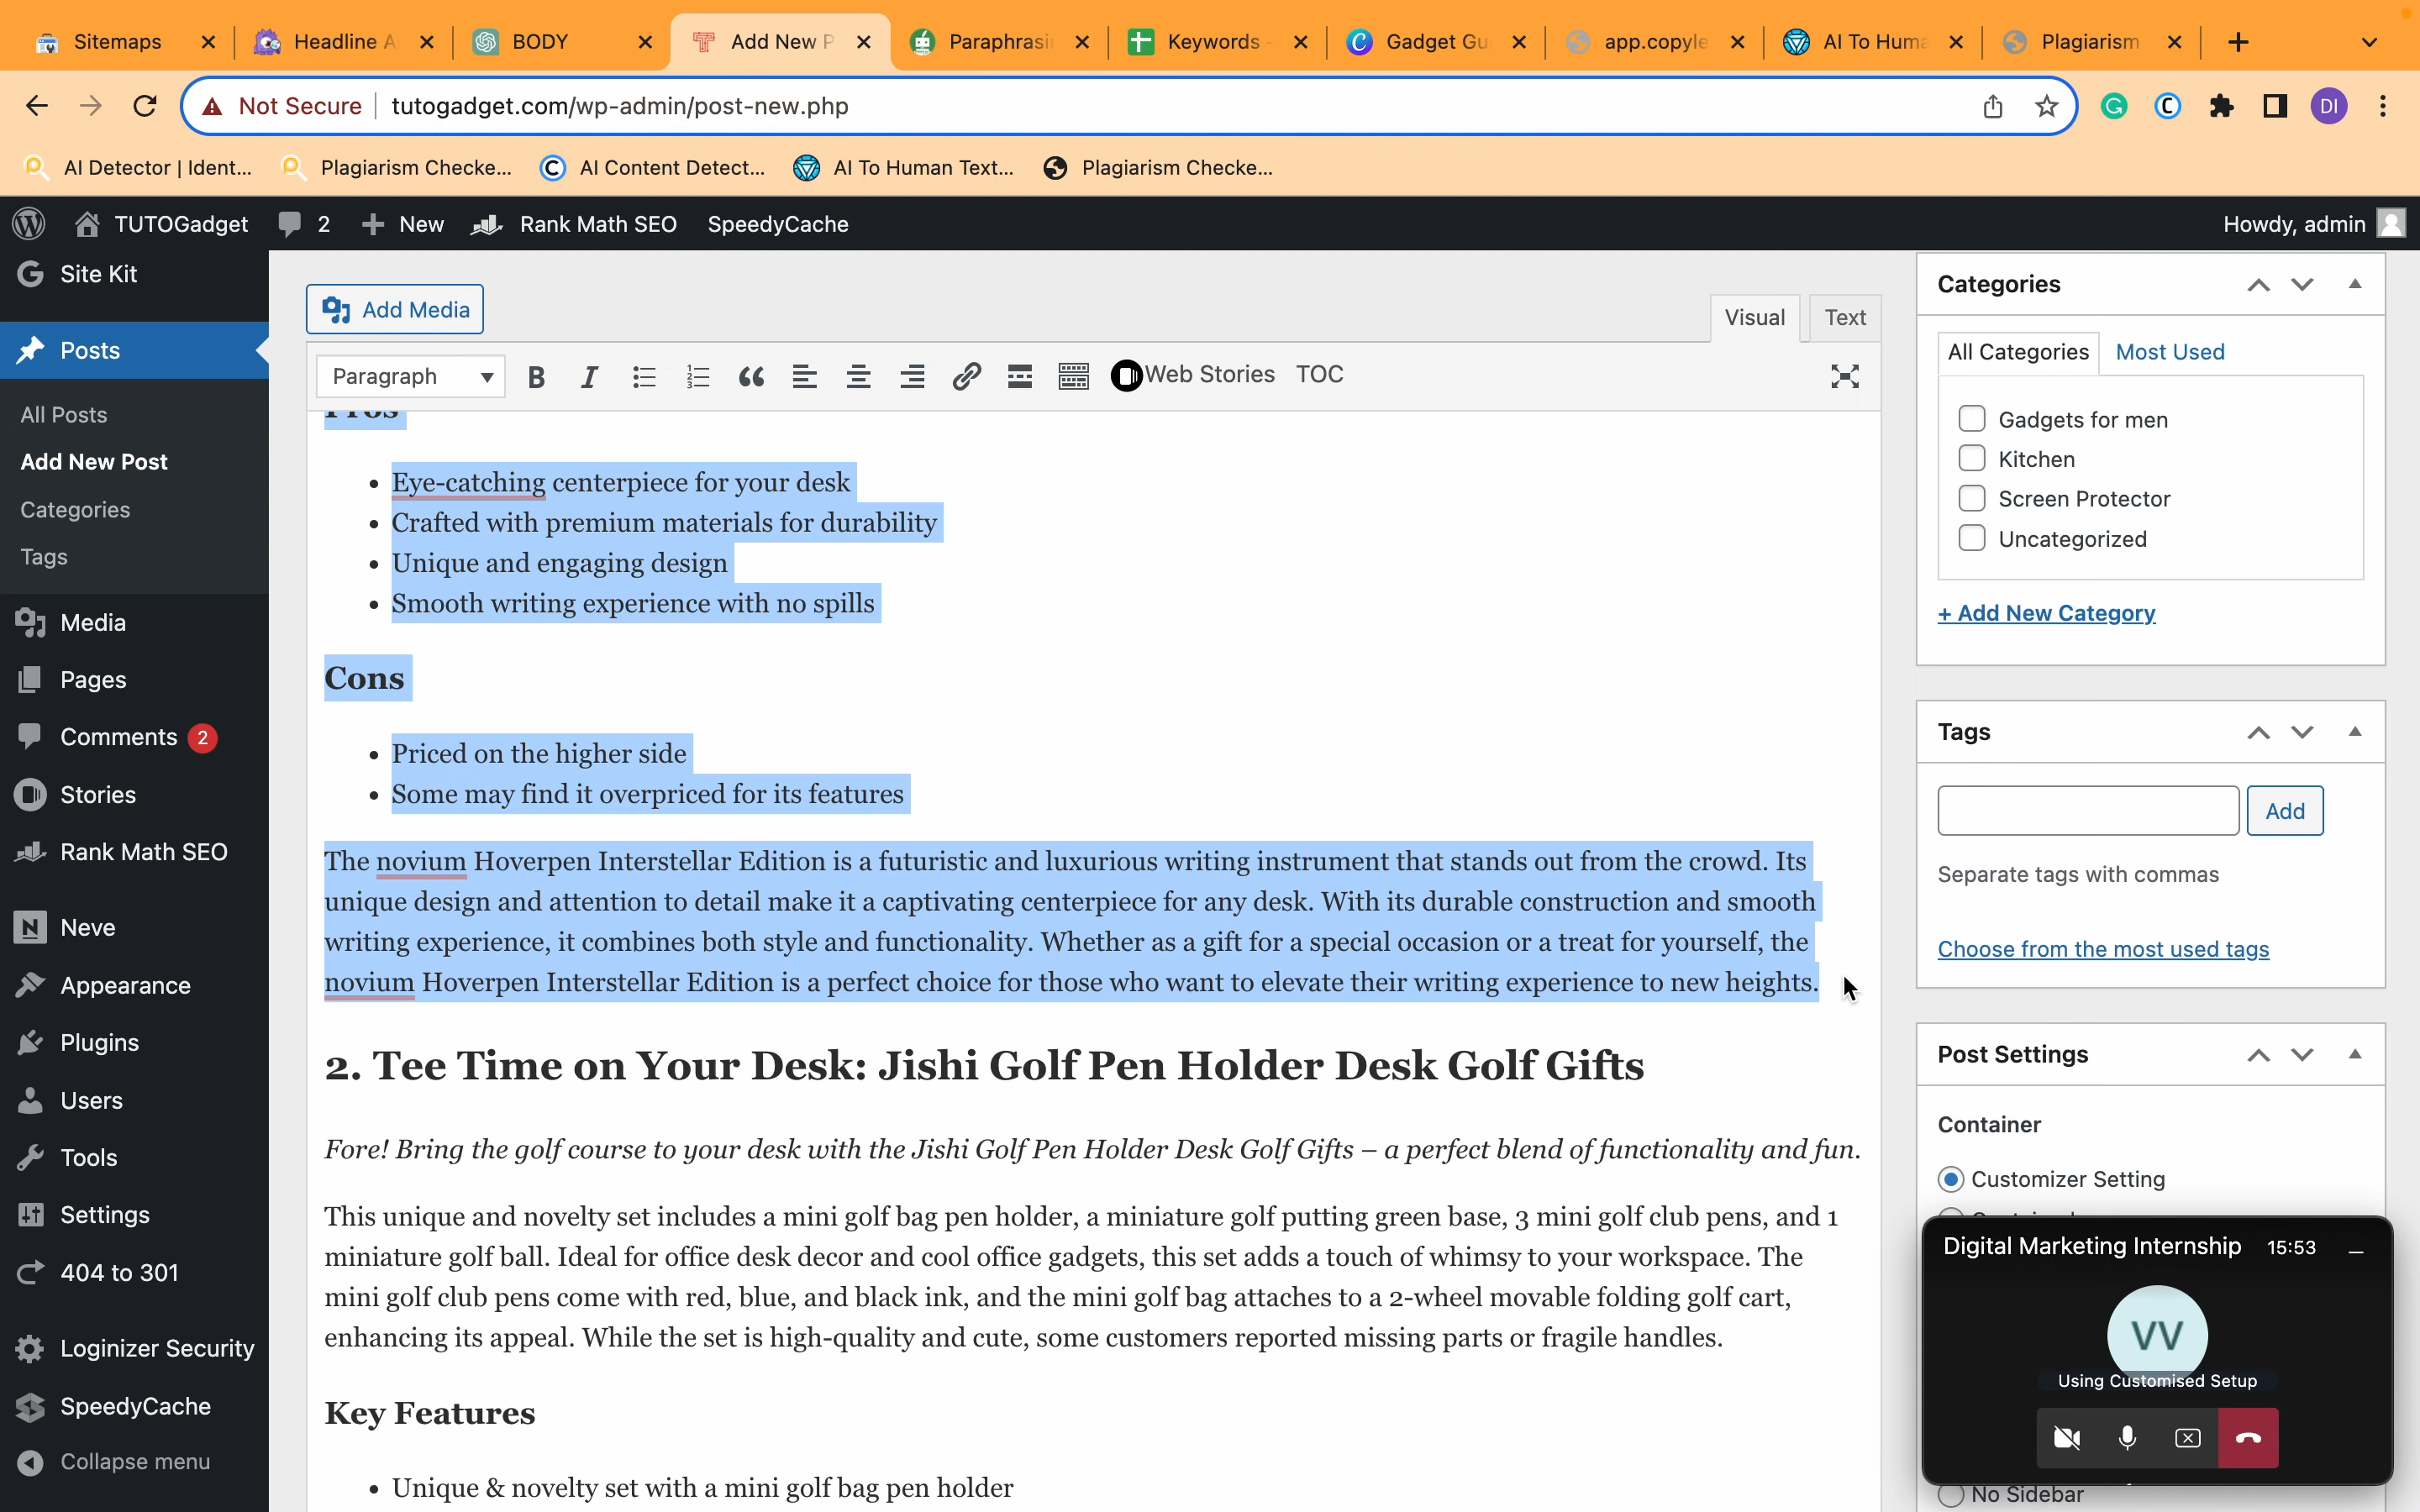 Sitemaps
Headline A
BODY
Add New P
Paraphrasi
Keywords -
Gadget Gu
app.copyle
AI To Huma
Plagiarism
Not Secure
tutogadget.com/wp-admin/post-new.php
DI
AI Detector | Ident...
Plagiarism Checke...
AI Content Detect...
AI To Human Text...
Plagiarism Checke...
TUTOGadget
2
New
Rank Math SEO
SpeedyCache
Howdy, admin
Site Kit
Posts
All Posts
Add New Post
Categories
Tags
Media
Pages
Comments 2
Stories
Rank Math SEO
Neve
Appearance
Plugins
Users
Tools
Settings
404 to 301
Loginizer Security
SpeedyCache
Collapse menu
Add Media
Visual
Text
Paragraph
Web Stories
TOC
Pros
Eye-catching centerpiece for your desk
Crafted with premium materials for durability
Unique and engaging design
Smooth writing experience with no spills
Cons
Priced on the higher side
Some may find it overpriced for its features
The novium Hoverpen Interstellar Edition is a futuristic and luxurious writing instrument that stands out from the crowd. Its
unique design and attention to detail make it a captivating centerpiece for any desk. With its durable construction and smooth
writing experience, it combines both style and functionality. Whether as a gift for a special occasion or a treat for yourself, the
novium Hoverpen Interstellar Edition is a perfect choice for those who want to elevate their writing experience to new heights.
2. Tee Time on Your Desk: Jishi Golf Pen Holder Desk Golf Gifts
Fore! Bring the golf course to your desk with the Jishi Golf Pen Holder Desk Golf Gifts – a perfect blend of functionality and fun.
This unique and novelty set includes a mini golf bag pen holder, a miniature golf putting green base, 3 mini golf club pens, and 1
miniature golf ball. Ideal for office desk decor and cool office gadgets, this set adds a touch of whimsy to your workspace. The
mini golf club pens come with red, blue, and black ink, and the mini golf bag attaches to a 2-wheel movable folding golf cart,
enhancing its appeal. While the set is high-quality and cute, some customers reported missing parts or fragile handles.
Key Features
Unique & novelty set with a mini golf bag pen holder
Categories
All Categories
Most Used
Gadgets for men
Kitchen
Screen Protector
Uncategorized
+ Add New Category
Tags
Add
Separate tags with commas
Choose from the most used tags
Post Settings
Container
Customizer Setting
Digital Marketing Internship 15:53
VV
Using Customised Setup
No Sidebar